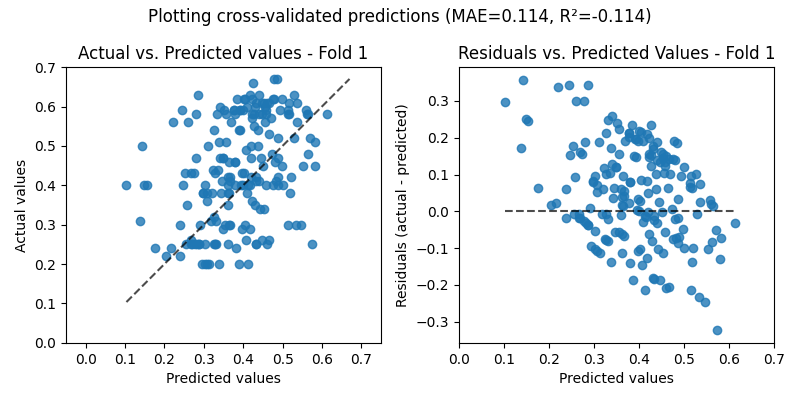 Plotting cross-validated predictions (MAE=0.114, R²=-0.114)
Actual vs. Predicted values - Fold 1
Residuals vs. Predicted Values - Fold 1
Actual values
0.7
0.6
0.5
0.4
0.3
0.2
0.1
0.0
0.0 0.1 0.2 0.3 0.4 0.5 0.6 0.7
Predicted values
Residuals (actual - predicted)
0.3
0.2
0.1
0.0
−0.1
−0.2
−0.3
0.0 0.1 0.2 0.3 0.4 0.5 0.6 0.7
Predicted values